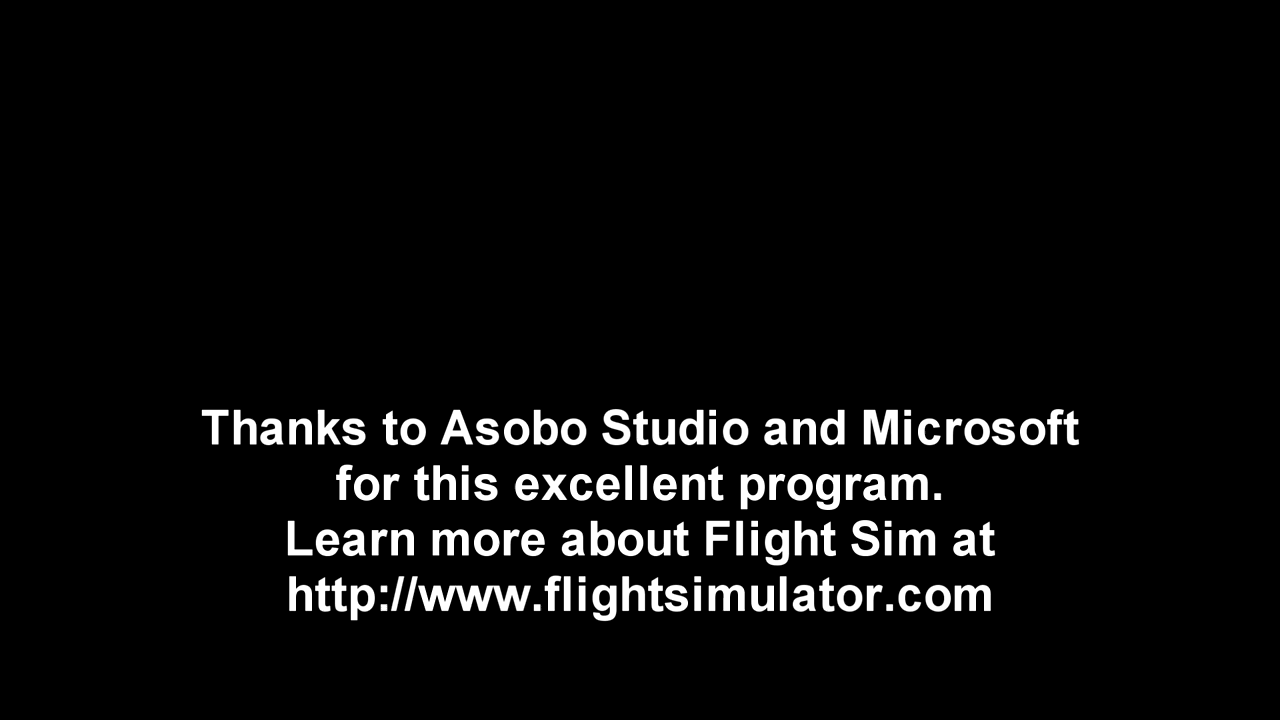 Thanks to Asobo Studio and Microsoft
for this excellent program.
Learn more about Flight Sim at
http://www.flightsimulator.com